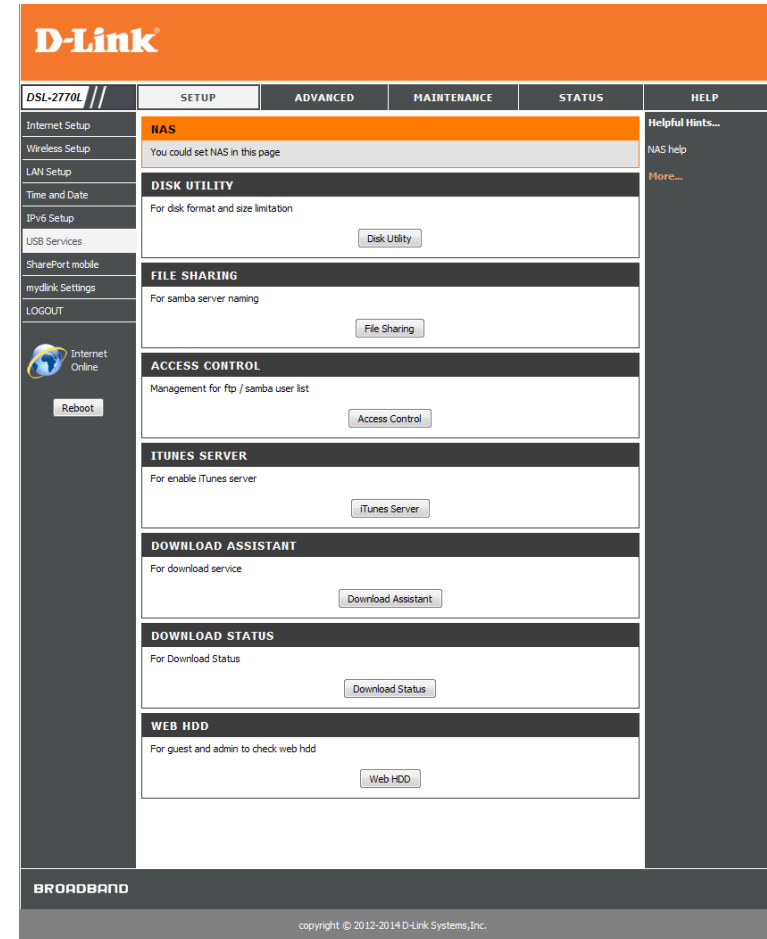 D-Link
DSL-2770L
SETUP
ADVANCED
MAINTENANCE
STATUS
HELP
Internet Setup
Wireless Setup
LAN Setup
Time and Date
IPv6 Setup
USB Services
SharePort mobile
mydlink Settings
LOGOUT
Internet
Online
Reboot
NAS
You could set NAS in this page
DISK UTILITY
For disk format and size limitation
Disk Utility
FILE SHARING
For samba server naming
File Sharing
ACCESS CONTROL
Management for ftp / samba user list
Access Control
ITUNES SERVER
For enable iTunes server
iTunes Server
DOWNLOAD ASSISTANT
For download service
Download Assistant
DOWNLOAD STATUS
For Download Status
Download Status
WEB HDD
For guest and admin to check web hdd
Web HDD
Helpful Hints...
NAS help
More...
BROADBAND
copyright © 2012-2014 D-Link Systems,Inc.